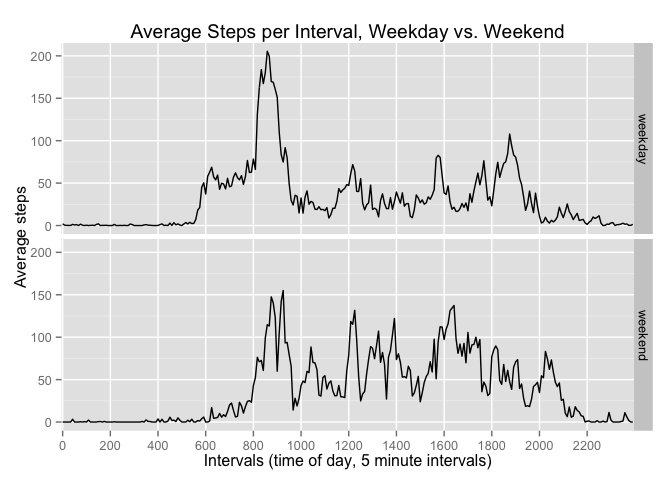 Average Steps per Interval, Weekday vs. Weekend
Average steps
200
150
100
50
0
weekday
200
150
100
50
0
weekend
0 200 400 600 800 1000 1200 1400 1600 1800 2000 2200
Intervals (time of day, 5 minute intervals)